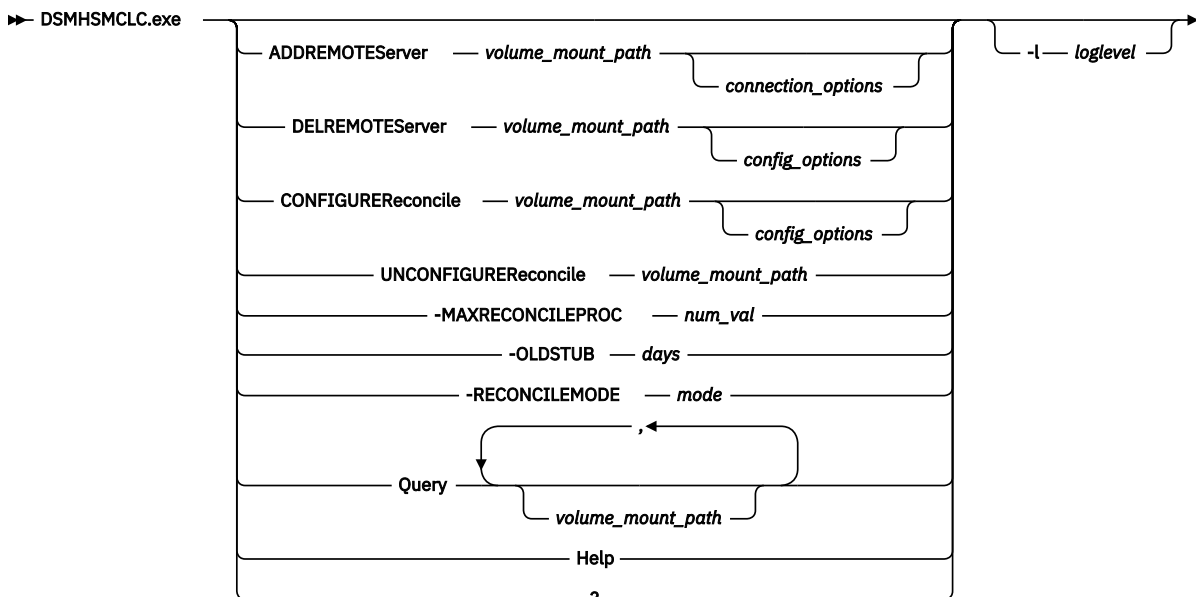 DSMHSMCLC.exe
ADDREMOTEServer volume_mount_path
connection_options
-l loglevel
DELREMOTEServer volume_mount_path
config_options
CONFIGUREReconcile volume_mount_path
config_options
UNCONFIGUREReconcile volume_mount_path
-MAXRECONCILEPROC num_val
-OLDSTUB days
-RECONCILEMODE mode
,
Query
volume_mount_path
Help